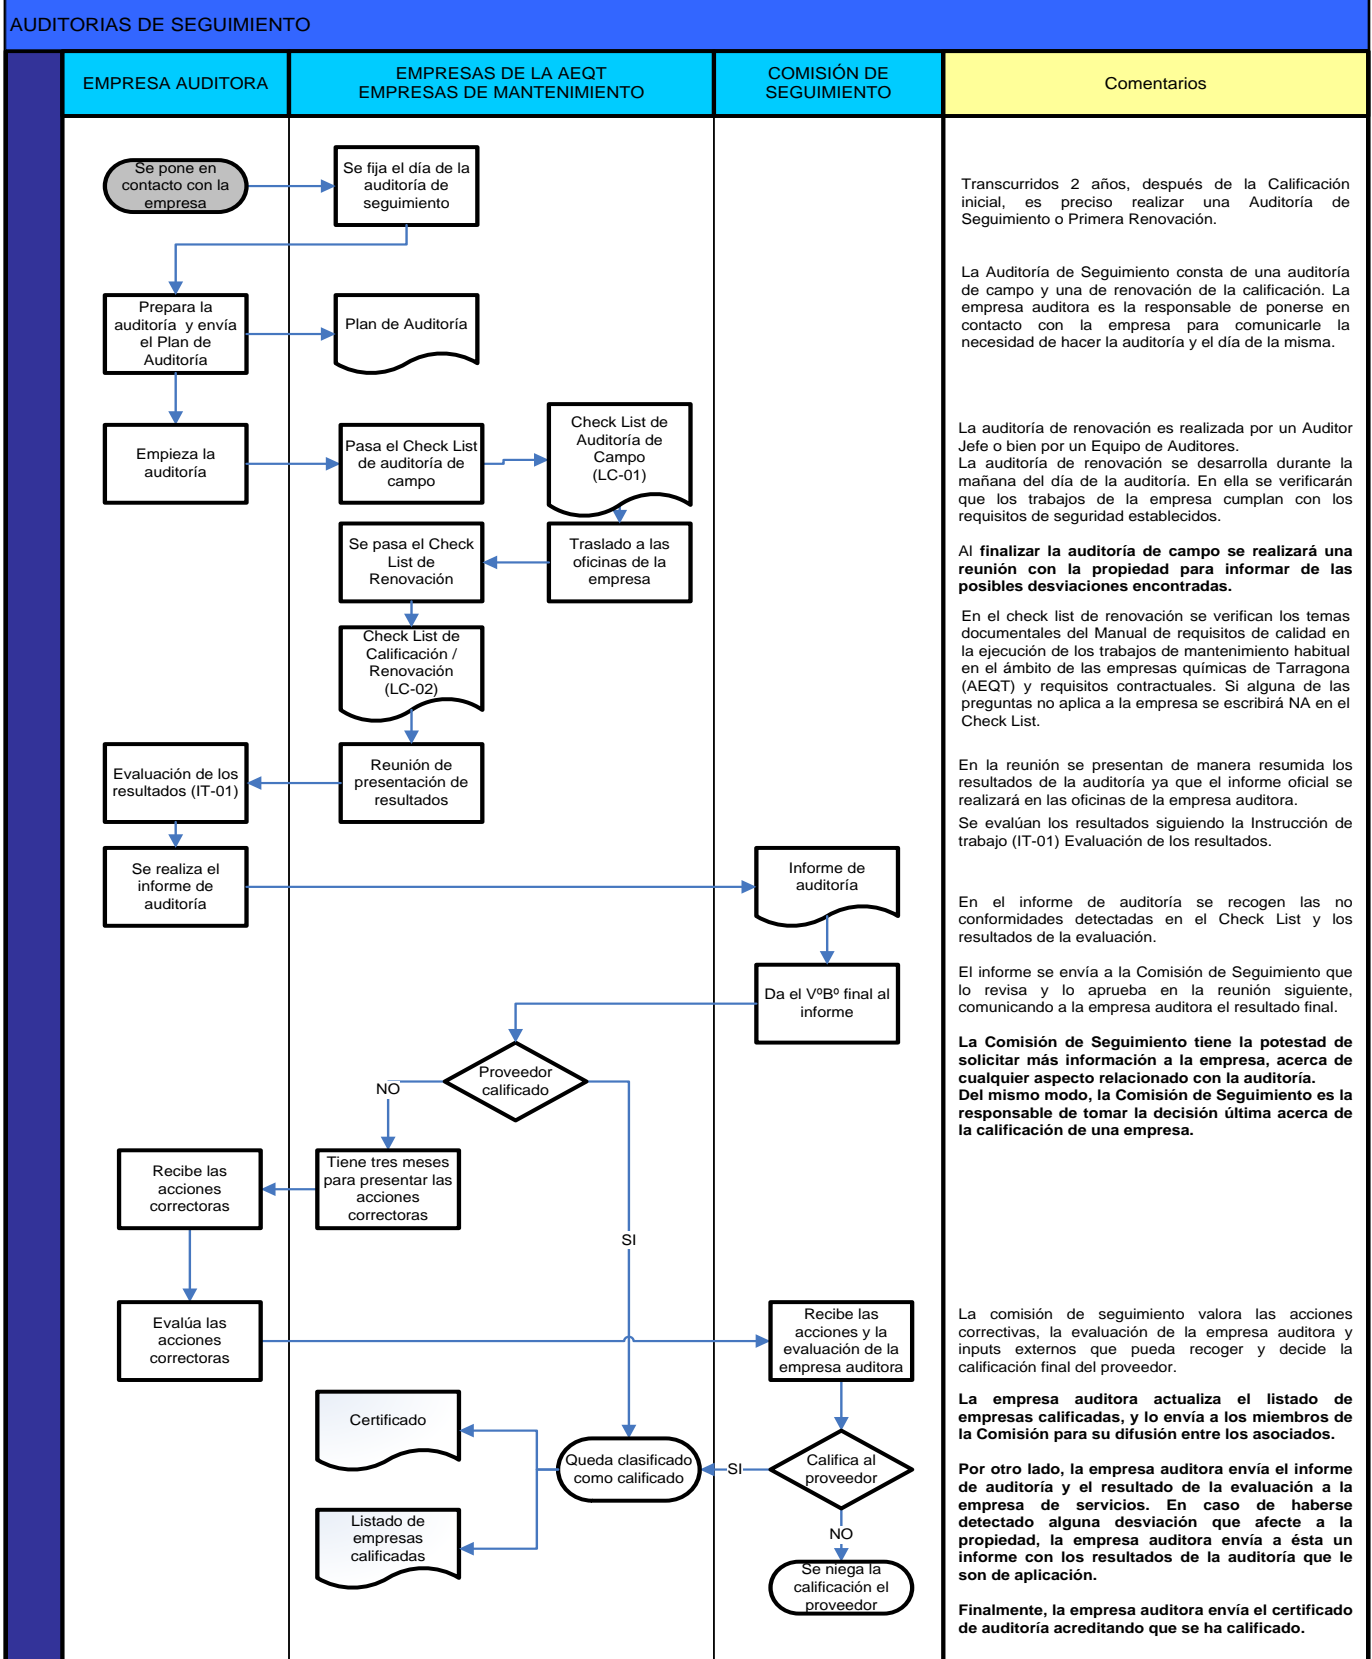 AUDITORIAS DE SEGUIMIENTO
EMPRESA AUDITORA
EMPRESAS DE LA AEQT
EMPRESAS DE MANTENIMIENTO
COMISIÓN DE
SEGUIMIENTO
Comentarios
Se pone en
contacto con la
empresa
Se fija el día de la
auditoría de
seguimiento
Transcurridos 2 años, después de la Calificación
inicial, es preciso realizar una Auditoría de
Seguimiento o Primera Renovación.
Prepara la
auditoría y envía
el Plan de
Auditoría
Plan de Auditoría
La Auditoría de Seguimiento consta de una auditoría
de campo y una de renovación de la calificación. La
empresa auditora es la responsable de ponerse en
contacto con la empresa para comunicarle la
necesidad de hacer la auditoría y el día de la misma.
Empieza la
auditoría
Pasa el Check List
de auditoría de
campo
Check List de
Auditoría de
Campo
(LC-01)
La auditoría de renovación es realizada por un Auditor
Jefe o bien por un Equipo de Auditores.
La auditoría de renovación se desarrolla durante la
mañana del día de la auditoría. En ella se verificarán
que los trabajos de la empresa cumplan con los
requisitos de seguridad establecidos.
Se pasa el Check
List de
Renovación
Traslado a las
oficinas de la
empresa
Al finalizar la auditoría de campo se realizará una
reunión con la propiedad para informar de las
posibles desviaciones encontradas.
Check List de
Calificación /
Renovación
(LC-02)
En el check list de renovación se verifican los temas
documentales del Manual de requisitos de calidad en
la ejecución de los trabajos de mantenimiento habitual
en el ámbito de las empresas químicas de Tarragona
(AEQT) y requisitos contractuales. Si alguna de las
preguntas no aplica a la empresa se escribirá NA en el
Check List.
Evaluación de los
resultados (IT-01)
Reunión de
presentación de
resultados
En la reunión se presentan de manera resumida los
resultados de la auditoría ya que el informe oficial se
realizará en las oficinas de la empresa auditora.
Se evalúan los resultados siguiendo la Instrucción de
trabajo (IT-01) Evaluación de los resultados.
Se realiza el
informe de
auditoría
Informe de
auditoría
En el informe de auditoría se recogen las no
conformidades detectadas en el Check List y los
resultados de la evaluación.
Da el VºBº final al
informe
El informe se envía a la Comisión de Seguimiento que
lo revisa y lo aprueba en la reunión siguiente,
comunicando a la empresa auditora el resultado final.
Proveedor
calificado
NO
La Comisión de Seguimiento tiene la potestad de
solicitar más información a la empresa, acerca de
cualquier aspecto relacionado con la auditoría.
Del mismo modo, la Comisión de Seguimiento es la
responsable de tomar la decisión última acerca de
la calificación de una empresa.
Recibe las
acciones
correctoras
Tiene tres meses
para presentar las
acciones
correctoras
SI
Evalúa las
acciones
correctoras
Recibe las
acciones y la
evaluación de la
empresa auditora
La comisión de seguimiento valora las acciones
correctivas, la evaluación de la empresa auditora y
inputs externos que pueda recoger y decide la
calificación final del proveedor.
Certificado
La empresa auditora actualiza el listado de
empresas calificadas, y lo envía a los miembros de
la Comisión para su difusión entre los asociados.
Queda clasificado
como calificado
SI
Califica al
proveedor
Por otro lado, la empresa auditora envía el informe
de auditoría y el resultado de la evaluación a la
empresa de servicios. En caso de haberse
detectado alguna desviación que afecte a la
propiedad, la empresa auditora envía a ésta un
informe con los resultados de la auditoría que le
son de aplicación.
Listado de
empresas
calificadas
NO
Se niega la
calificación el
proveedor
Finalmente, la empresa auditora envía el certificado
de auditoría acreditando que se ha calificado.